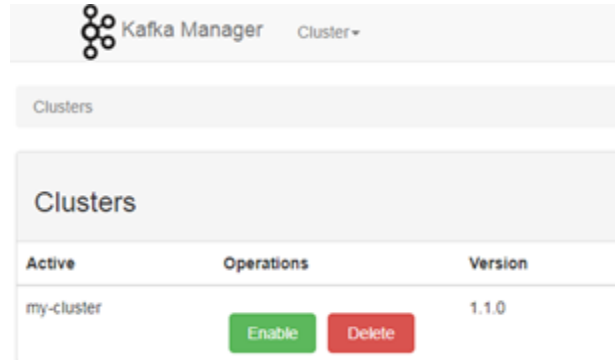 Kafka Manager Cluster
Clusters
Clusters
Active Operations Version
my-cluster 1.1.0
Enable Delete